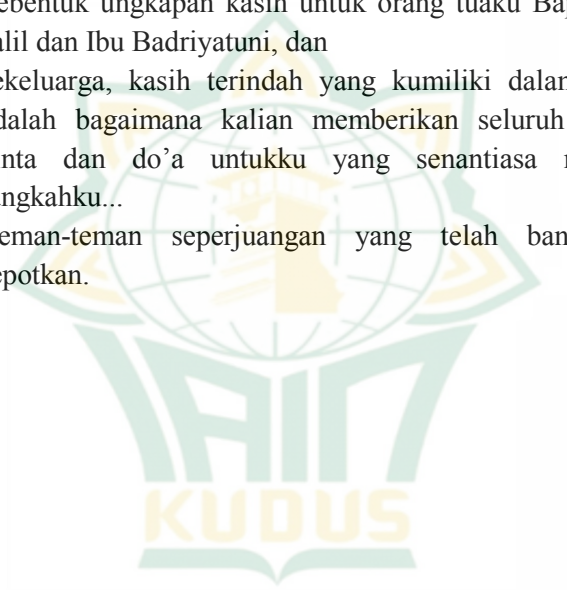 ebentuk ungkapan kasih untuk orang tuaku Ba
alil dan Ibu Badriyatuni, dan
ekeluarga, kasih terindah yang kumiliki dalan
dalah bagaimana kalian memberikan seluruh
nta dan do'a untukku yang senantiasa
ngkahku...
eman-teman seperjuangan yang telah ban
epotkan.
IAIN
KUDUS